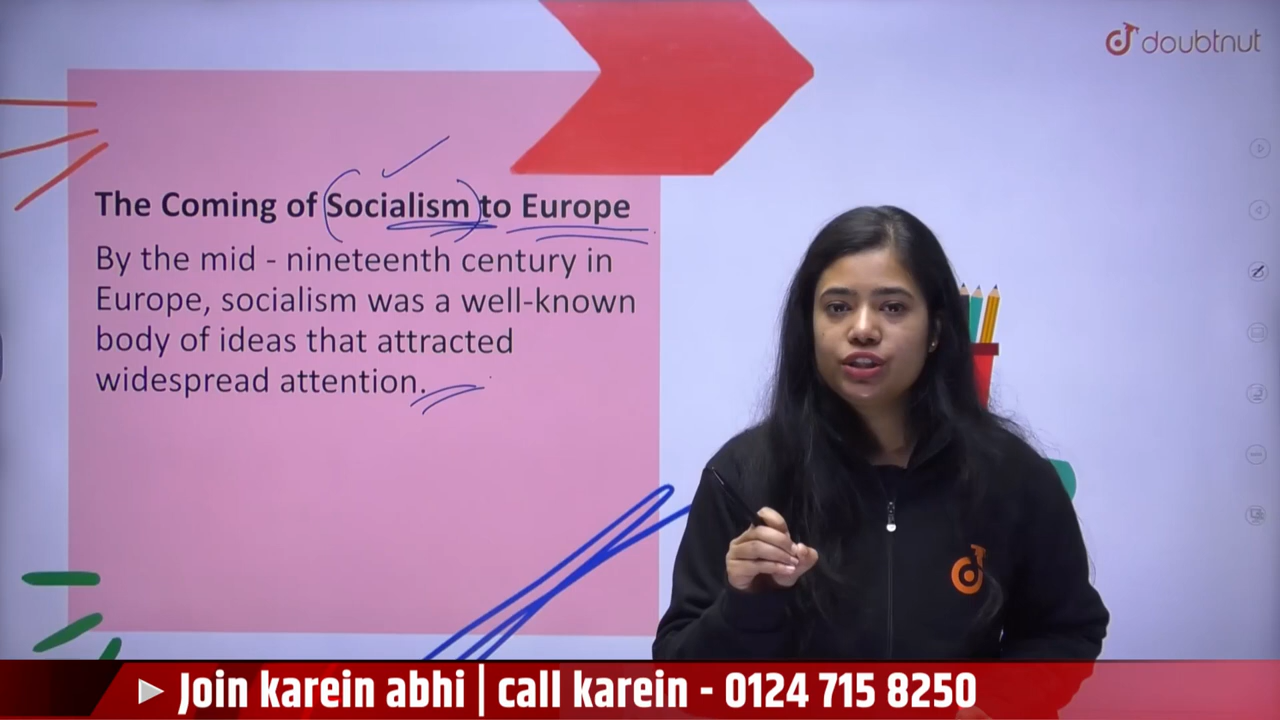 doubtnut
The Coming of Socialism to Europe
By the mid - nineteenth century in
Europe, socialism was a well-known
body of ideas that attracted
widespread attention.
Join karein abhi | call karein - 0124 715 8250